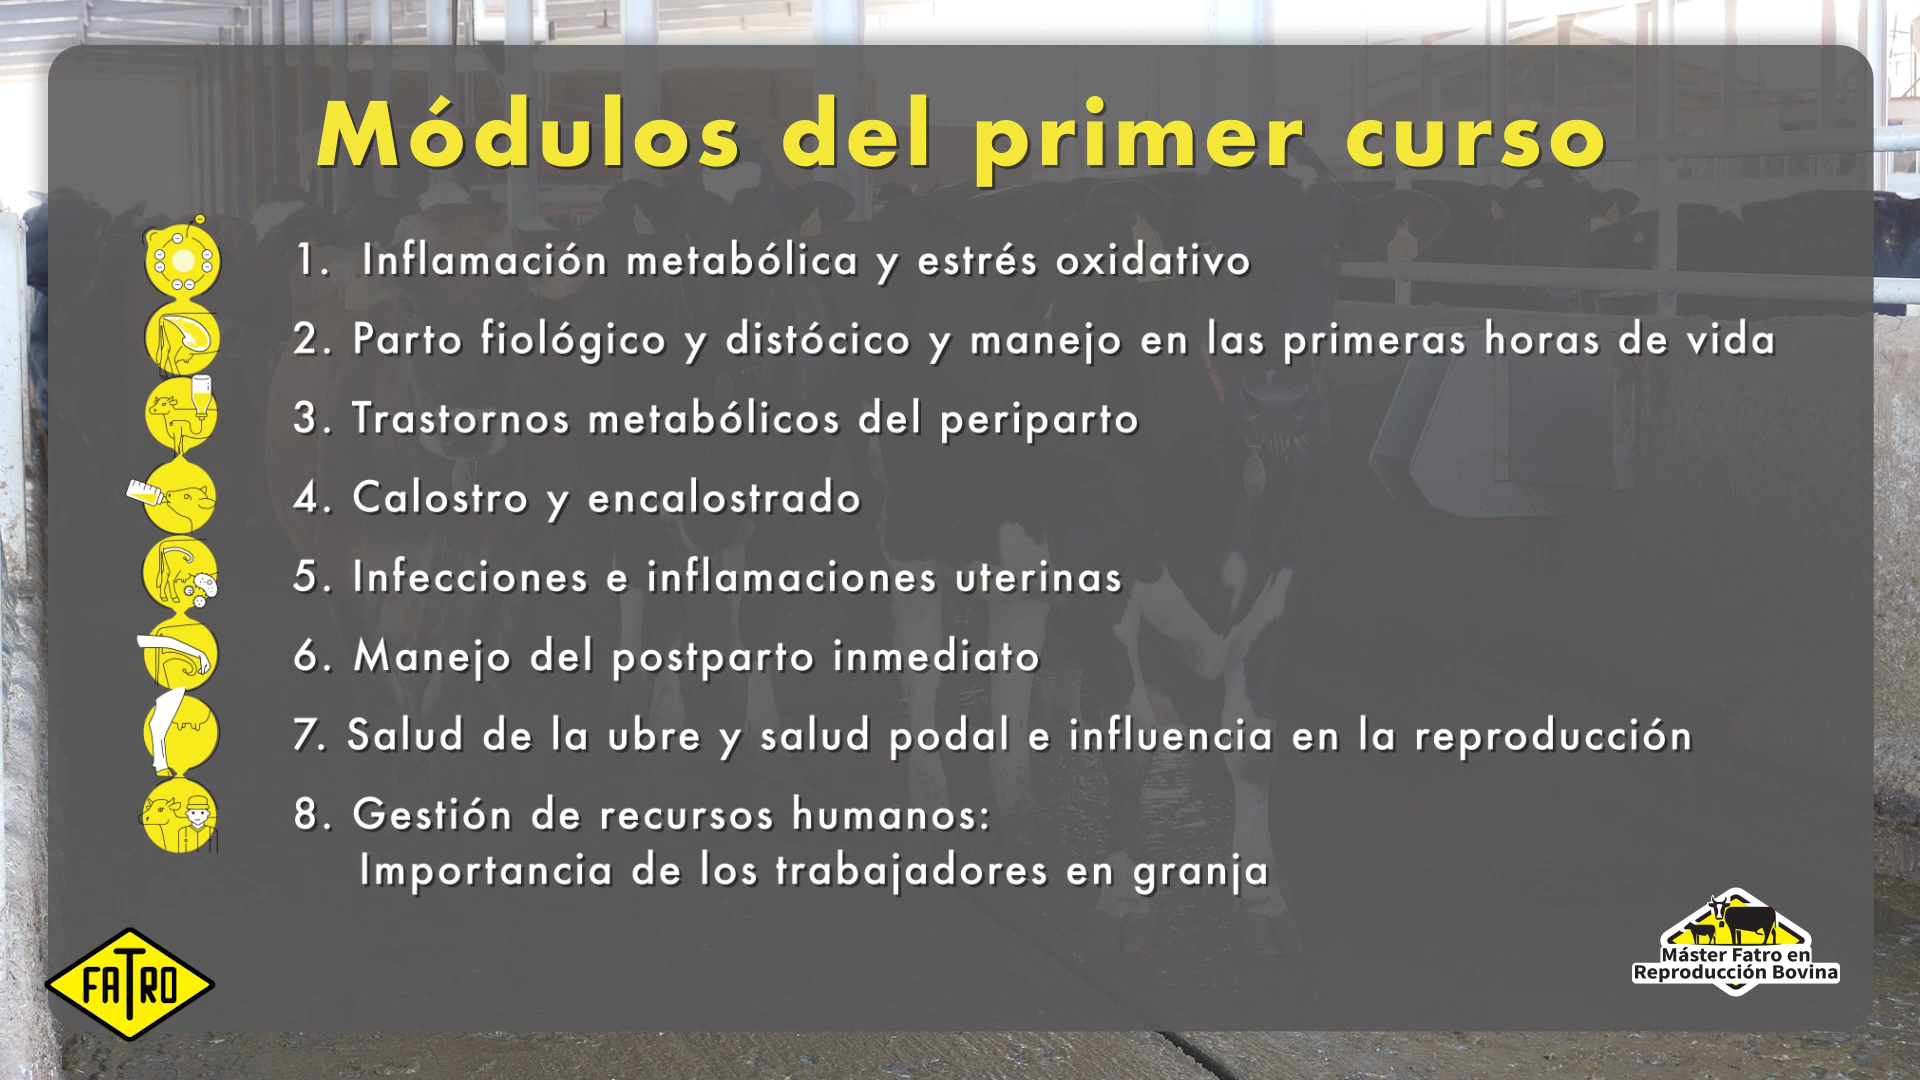 Módulos del primer curso
1. Inflamación metabólica y estrés oxidativo
2. Parto fiológico y distócico y manejo en las primeras horas de vida
3. Trastornos metabólicos del periparto
4. Calostro y encalostrado
5. Infecciones e inflamaciones uterinas
6. Manejo del postparto inmediato
7. Salud de la ubre y salud podal e influencia en la reproducción
8. Gestión de recursos humanos:
Importancia de los trabajadores en granja
FATRO
Máster Fatro en
Reproducción Bovina